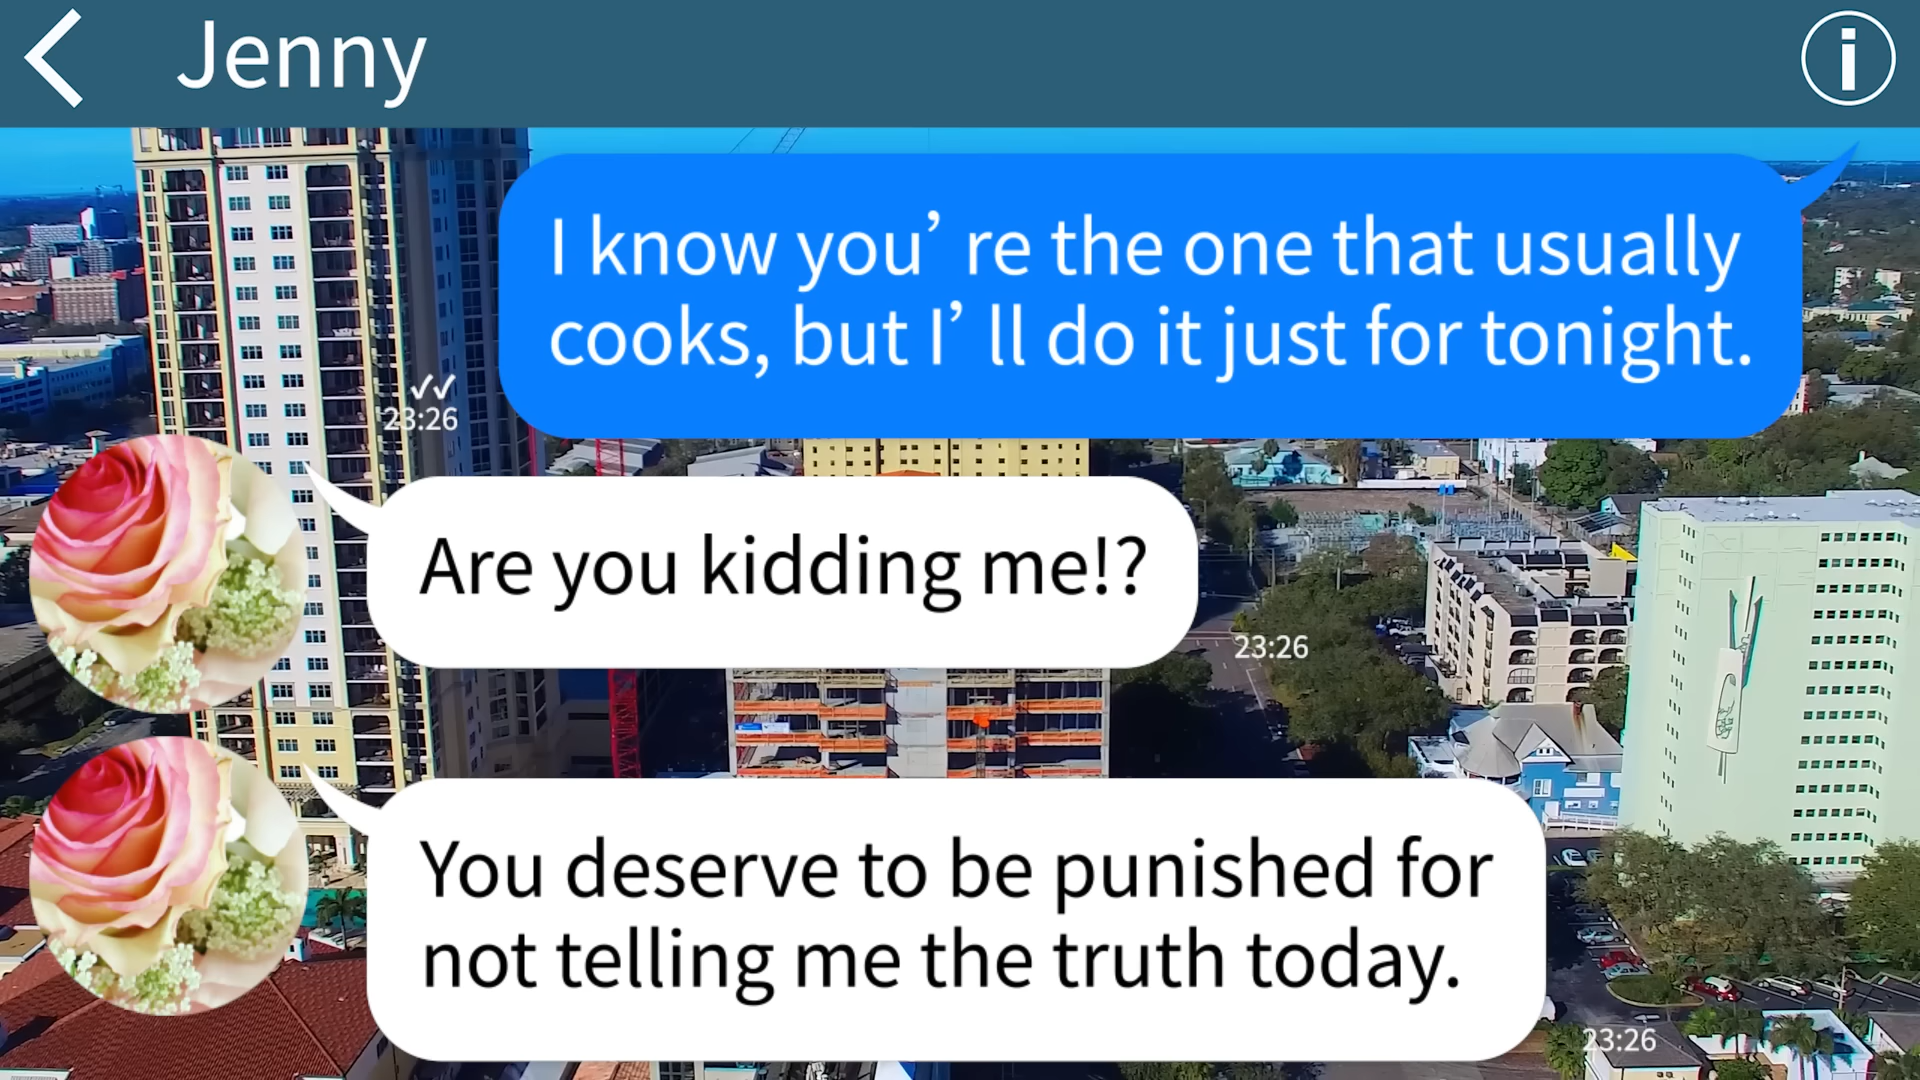 Jenny
I know you’ re the one that usually
cooks, but I’ ll do it just for tonight.
23:26
Are you kidding me!?
23:26
You deserve to be punished for
not telling me the truth today.
23:26